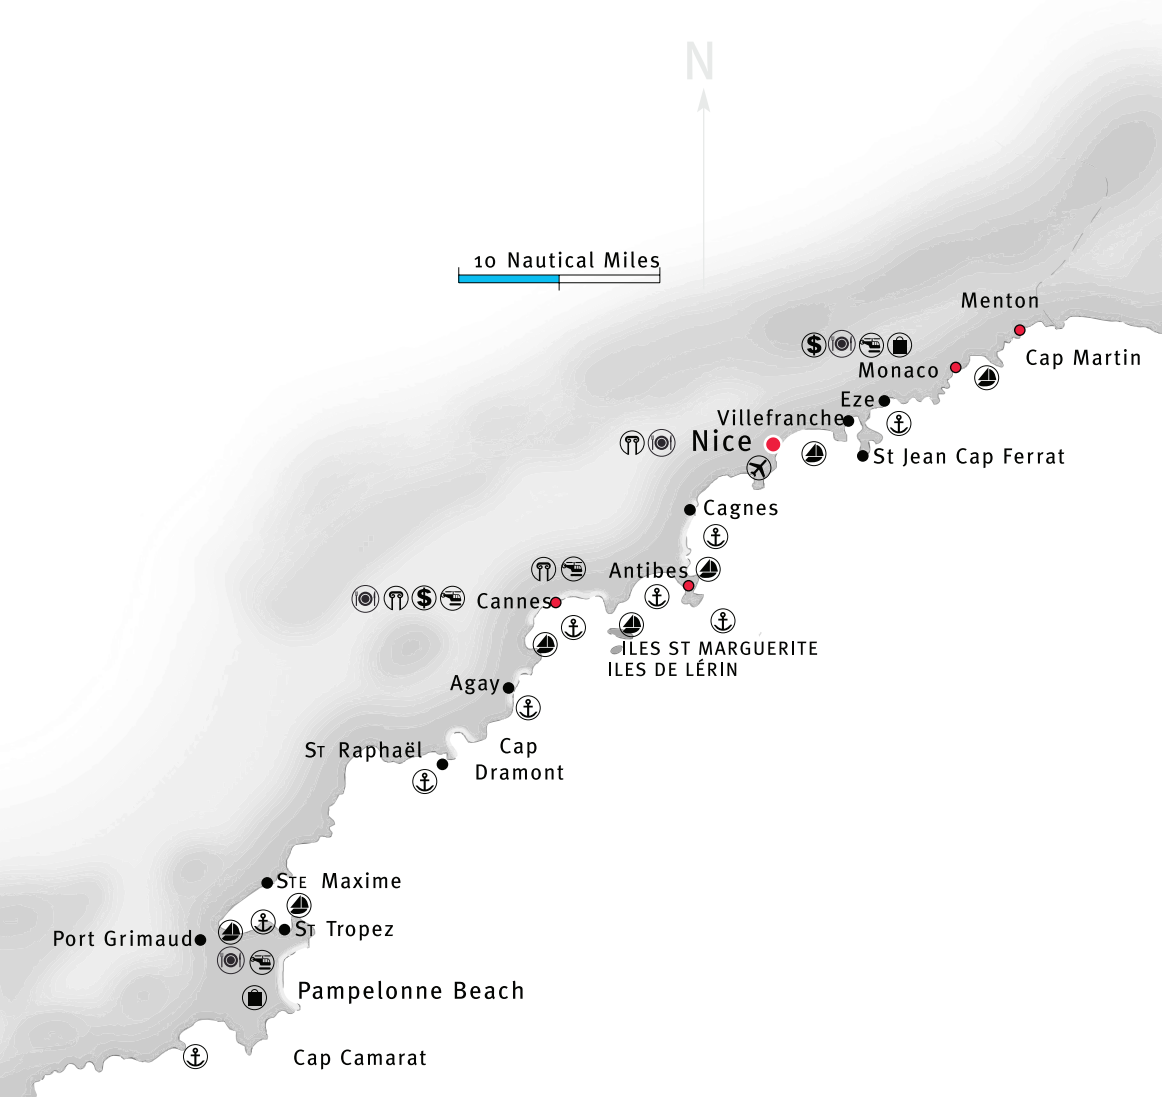 N
10 Nautical Miles
Menton
Cap Martin
$
Monaco
Eze
Villefranche
Nice
St Jean Cap Ferrat
Cagnes
Antibes
$
Cannes
ILES ST MARGUERITE
ILES DE LÉRIN
Agay
ST Raphaël
Cap
Dramont
STE Maxime
ST Tropez
Port Grimaud
Pampelonne Beach
Cap Camarat